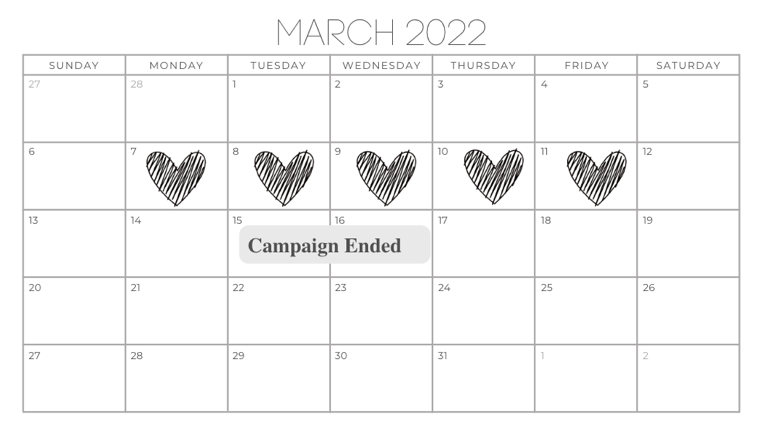 MARCH 2022
SUNDAY MONDAY TUESDAY WEDNESDAY THURSDAY FRIDAY SATURDAY
27 28 1 2 3 4 5
6 7 8 9 10 11 12
13 14 15 16 17 18 19
Campaign Ended
20 21 22 23 24 25 26
27 28 29 30 31 1 2